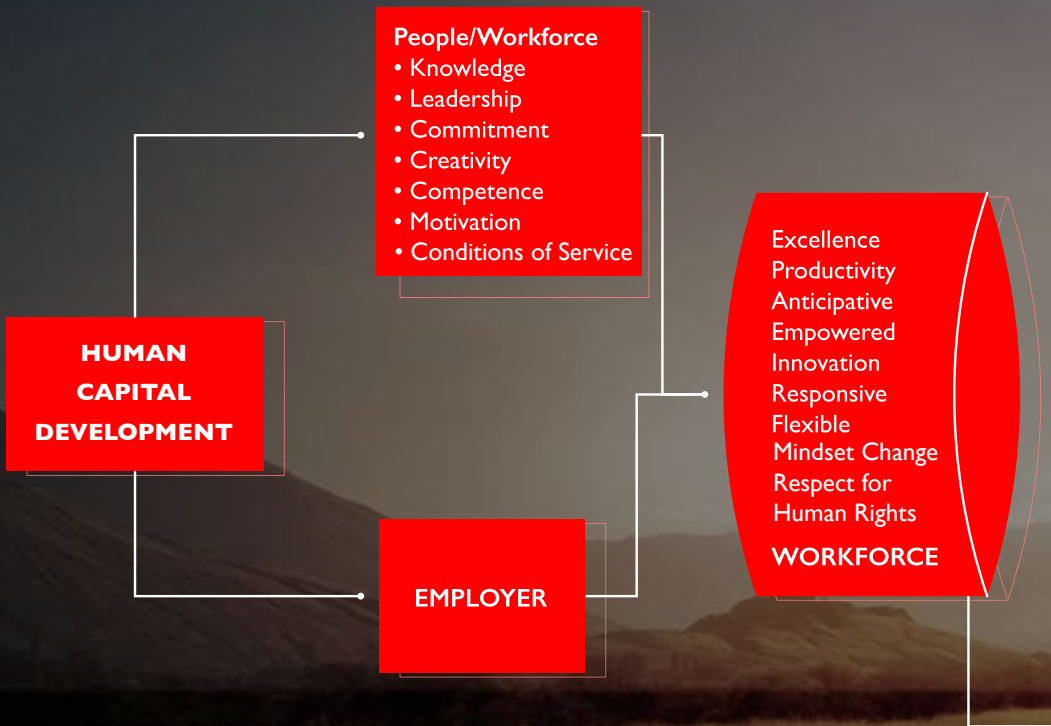 People/Workforce
• Knowledge
• Leadership
• Commitment
• Creativity
• Competence
• Motivation
• Conditions of Service
HUMAN
CAPITAL
DEVELOPMENT
EMPLOYER
Excellence
Productivity
Anticipative
Empowered
Innovation
Responsive
Flexible
Mindset Change
Respect for
Human Rights
WORKFORCE